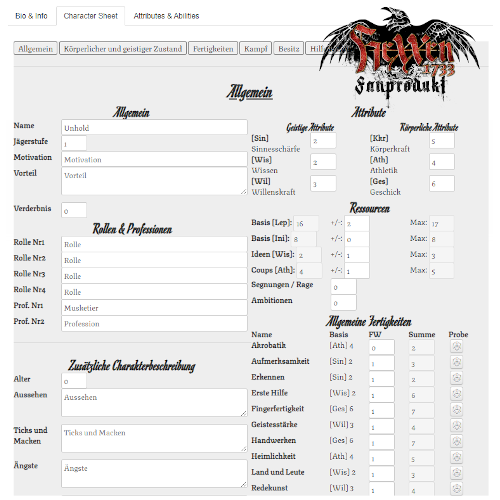 Bio & Info Character Sheet Attributes & Abilities
Allgemein Körperlicher und geistiger Zustand Fertigkeiten Kampf Besitz
HeXXen
1733
Fanprodukt
Allgemein
Allgemein
Name Unhold
Jägerstufe 1
Motivation Motivation
Vorteil Vorteil
Verderbnis 0
Rollen & Professionen
Rolle Nr1 Rolle
Rolle Nr2 Rolle
Rolle Nr3 Rolle
Rolle Nr4 Rolle
Prof. Nr1 Musketier
Prof. Nr2 Profession
Zusätzliche Charakterbeschreibung
Alter 0
Aussehen Aussehen
Ticks und Macken Ticks und Macken
Ängste Ängste
Attribute
Geistige Attribute Körperliche Attribute
[Sin] 2 [Kkr] 5
Sinnesschärfe Körperkraft
[Wis] 2 [Ath] 4
Wissen Athletik
[Wil] 3 [Ges] 6
Willenskraft Geschick
Ressourcen
Basis [Lep]: 16 +/-: 2 Max: 17
Basis [Ini]: 8 +/-: 0 Max: 8
Ideen [Wis]: 2 +/-: 1 Max: 3
Coups [Ath]: 4 +/-: 1 Max: 5
Segnungen / Rage 0
Ambitionen 0
Allgemeine Fertigkeiten
Name Basis FW Summe Probe
Akrobatik [Ath] 4 0 2
Aufmerksamkeit [Sin] 2 1 3
Erkennen [Sin] 2 1 2
Erste Hilfe [Wis] 2 1 6
Fingerfertigkeit [Ges] 6 1 7
Geistesstärke [Wil] 3 1 4
Handwerken [Ges] 6 1 7
Heimlichkeit [Ath] 4 1 5
Land und Leute [Wis] 2 1 3
Redekunst [Wil] 3 1 4